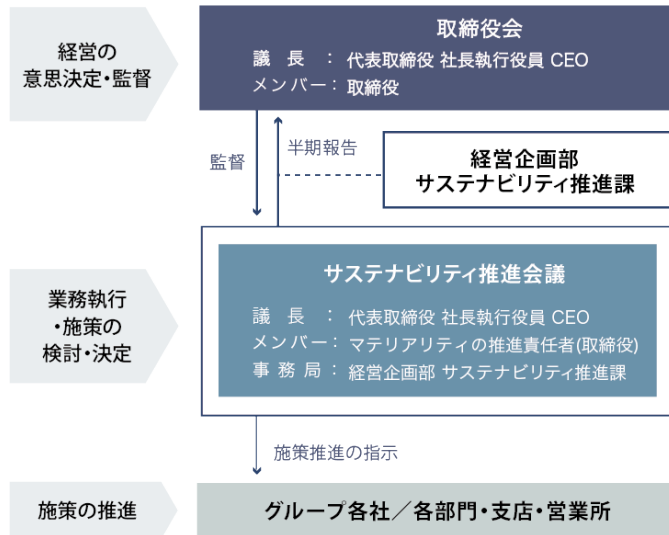 経営の
意思決定・監督
取締役会
議長：代表取締役 社長執行役員 CEO
メンバー：取締役
監督
半期報告
経営企画部
サステナビリティ推進課
業務執行
・施策の
検討・決定
サステナビリティ推進会議
議長：代表取締役 社長執行役員 CEO
メンバー：マテリアリティの推進責任者(取締役)
事務局：経営企画部 サステナビリティ推進課
施策推進の指示
施策の推進
グループ各社／各部門・支店・営業所